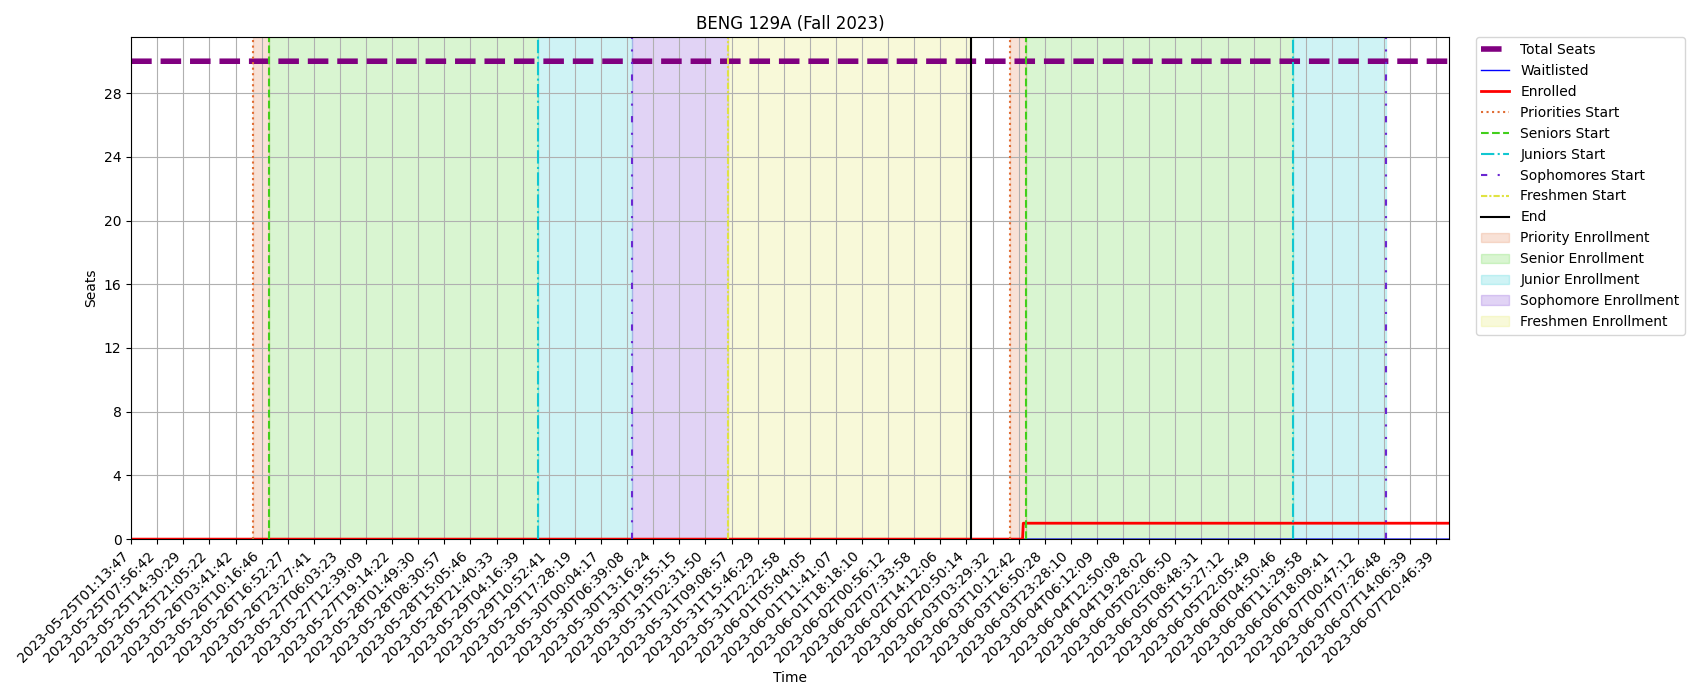 BENG 129A (Fall 2023)
Seats
28
24
20
16
12
8
4
0
2023-05-25T01:13:47
2023-05-25T07:56:42
2023-05-25T14:30:29
2023-05-25T21:05:22
2023-05-26T03:41:42
2023-05-26T10:16:46
2023-05-26T16:52:27
2023-05-26T23:27:41
2023-05-27T06:03:23
2023-05-27T12:39:09
2023-05-27T19:14:22
2023-05-28T01:49:30
2023-05-28T08:30:57
2023-05-28T15:05:46
2023-05-28T21:40:33
2023-05-29T04:16:39
2023-05-29T10:52:41
2023-05-29T17:28:19
2023-05-30T00:04:17
2023-05-30T06:39:08
2023-05-30T13:16:24
2023-05-30T19:55:15
2023-05-31T02:31:50
2023-05-31T09:08:57
2023-05-31T15:46:29
2023-05-31T22:22:58
2023-06-01T05:04:05
2023-06-01T11:41:07
2023-06-01T18:18:10
2023-06-02T00:56:12
2023-06-02T07:33:58
2023-06-02T14:12:06
2023-06-02T20:50:14
2023-06-03T03:29:32
2023-06-03T10:12:42
2023-06-03T16:50:28
2023-06-03T23:28:10
2023-06-04T06:12:09
2023-06-04T12:50:08
2023-06-04T19:28:02
2023-06-05T02:06:50
2023-06-05T08:48:31
2023-06-05T15:27:12
2023-06-05T22:05:49
2023-06-06T04:50:46
2023-06-06T11:29:58
2023-06-06T18:09:41
2023-06-07T00:47:12
2023-06-07T07:26:48
2023-06-07T14:06:39
2023-06-07T20:46:39
Time
Total Seats
Waitlisted
Enrolled
Priorities Start
Seniors Start
Juniors Start
Sophomores Start
Freshmen Start
End
Priority Enrollment
Senior Enrollment
Junior Enrollment
Sophomore Enrollment
Freshmen Enrollment